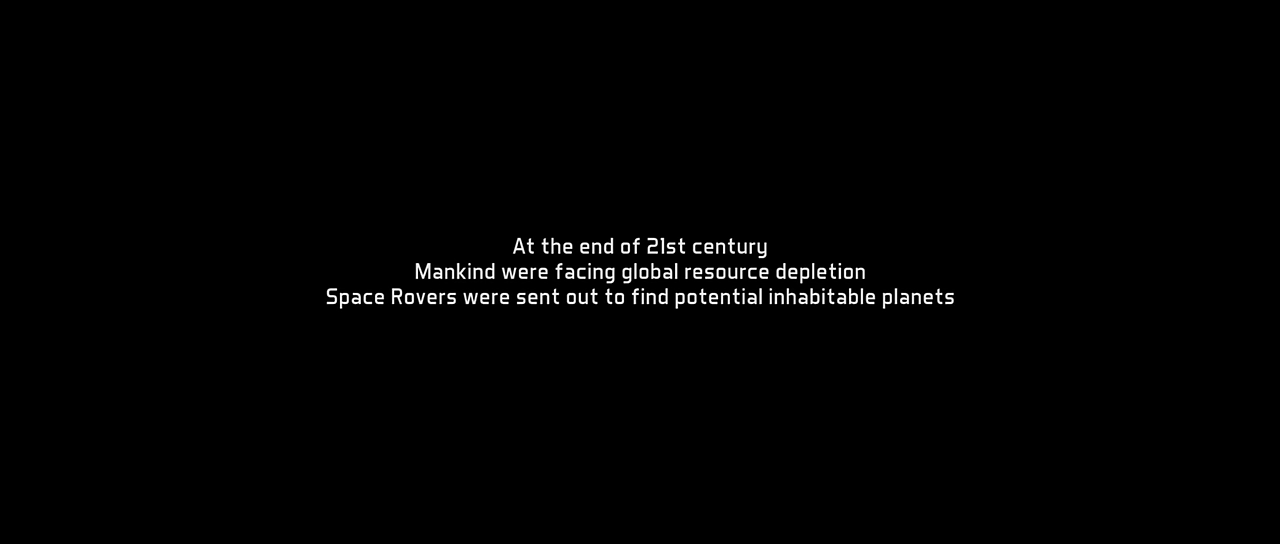 At the end of 21st century
Mankind were facing global resource depletion
Space Rovers were sent out to find potential inhabitable planets